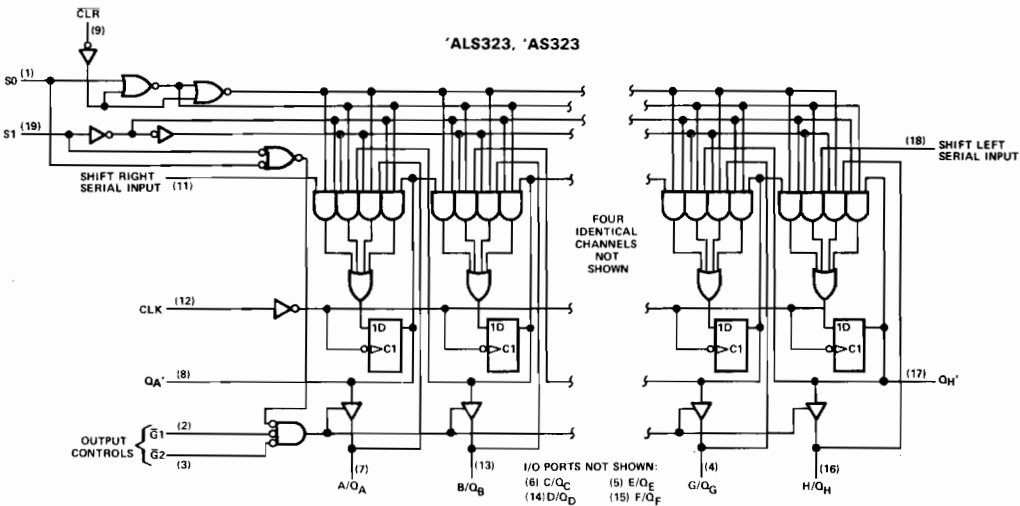 CLR
(9)
'ALS323, 'AS323
S0 (1)
S1 (19)
(18) SHIFT LEFT
SERIAL INPUT
SHIFT RIGHT
SERIAL INPUT (11)
FOUR
IDENTICAL
CHANNELS
NOT
SHOWN
CLK (12)
1D
C1
1D
C1
1D
C1
1D
C1
QA' (8)
(17) QH'
OUTPUT
CONTROLS
G1 (2)
G2 (3)
(7)
A/QA
(13)
B/QB
I/O PORTS NOT SHOWN:
(6) C/QC (5) E/QE
(14) D/QD (15) F/QF
(4)
G/QG
(16)
H/QH